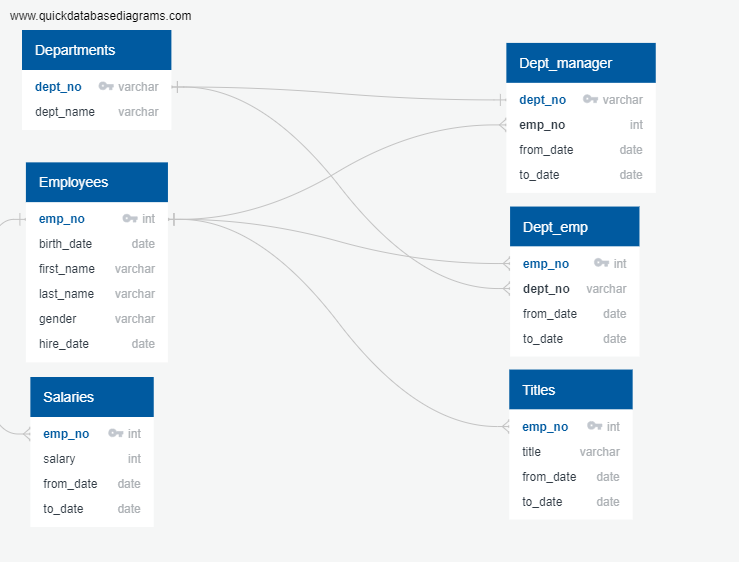 www.quickdatabasediagrams.com
Departments
dept_no varchar
dept_name varchar
Employees
emp_no int
birth_date date
first_name varchar
last_name varchar
gender varchar
hire_date date
Salaries
emp_no int
salary int
from_date date
to_date date
Dept_manager
dept_no varchar
emp_no int
from_date date
to_date date
Dept_emp
emp_no int
dept_no varchar
from_date date
to_date date
Titles
emp_no int
title varchar
from_date date
to_date date